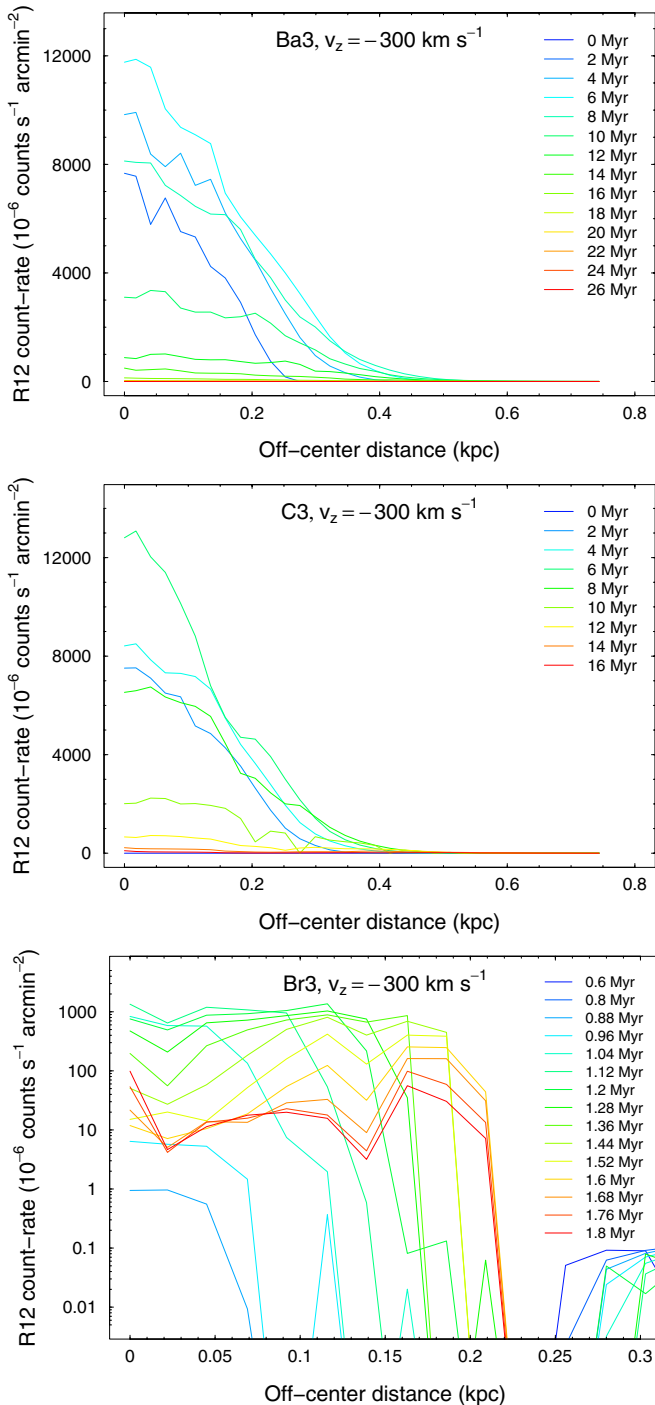 Ba3, v_z = −300 km s⁻¹
0 Myr
2 Myr
4 Myr
6 Myr
8 Myr
10 Myr
12 Myr
14 Myr
16 Myr
18 Myr
20 Myr
22 Myr
24 Myr
26 Myr
R12 count−rate (10⁻⁶ counts s⁻¹ arcmin⁻²)
12000
8000
4000
0
0 0.2 0.4 0.6 0.8
Off−center distance (kpc)
C3, v_z = −300 km s⁻¹
0 Myr
2 Myr
4 Myr
6 Myr
8 Myr
10 Myr
12 Myr
14 Myr
16 Myr
R12 count−rate (10⁻⁶ counts s⁻¹ arcmin⁻²)
12000
8000
4000
0
0 0.2 0.4 0.6 0.8
Off−center distance (kpc)
Br3, v_z = −300 km s⁻¹
0.6 Myr
0.8 Myr
0.88 Myr
0.96 Myr
1.04 Myr
1.12 Myr
1.2 Myr
1.28 Myr
1.36 Myr
1.44 Myr
1.52 Myr
1.6 Myr
1.68 Myr
1.76 Myr
1.8 Myr
R12 count−rate (10⁻⁶ counts s⁻¹ arcmin⁻²)
1000
100
10
1
0.1
0.01
0 0.05 0.1 0.15 0.2 0.25 0.3
Off−center distance (kpc)